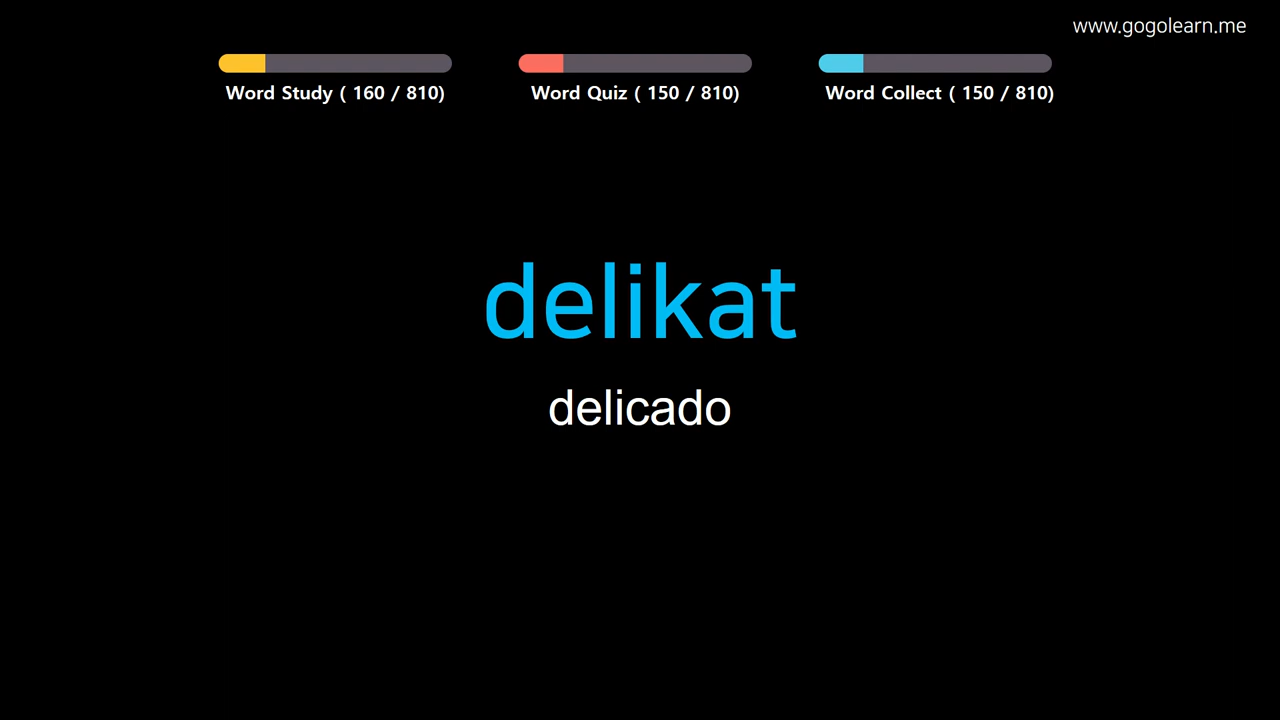 www.gogolearn.me
Word Study ( 160 / 810)
Word Quiz ( 150 / 810)
Word Collect ( 150 / 810)
delikat
delicado